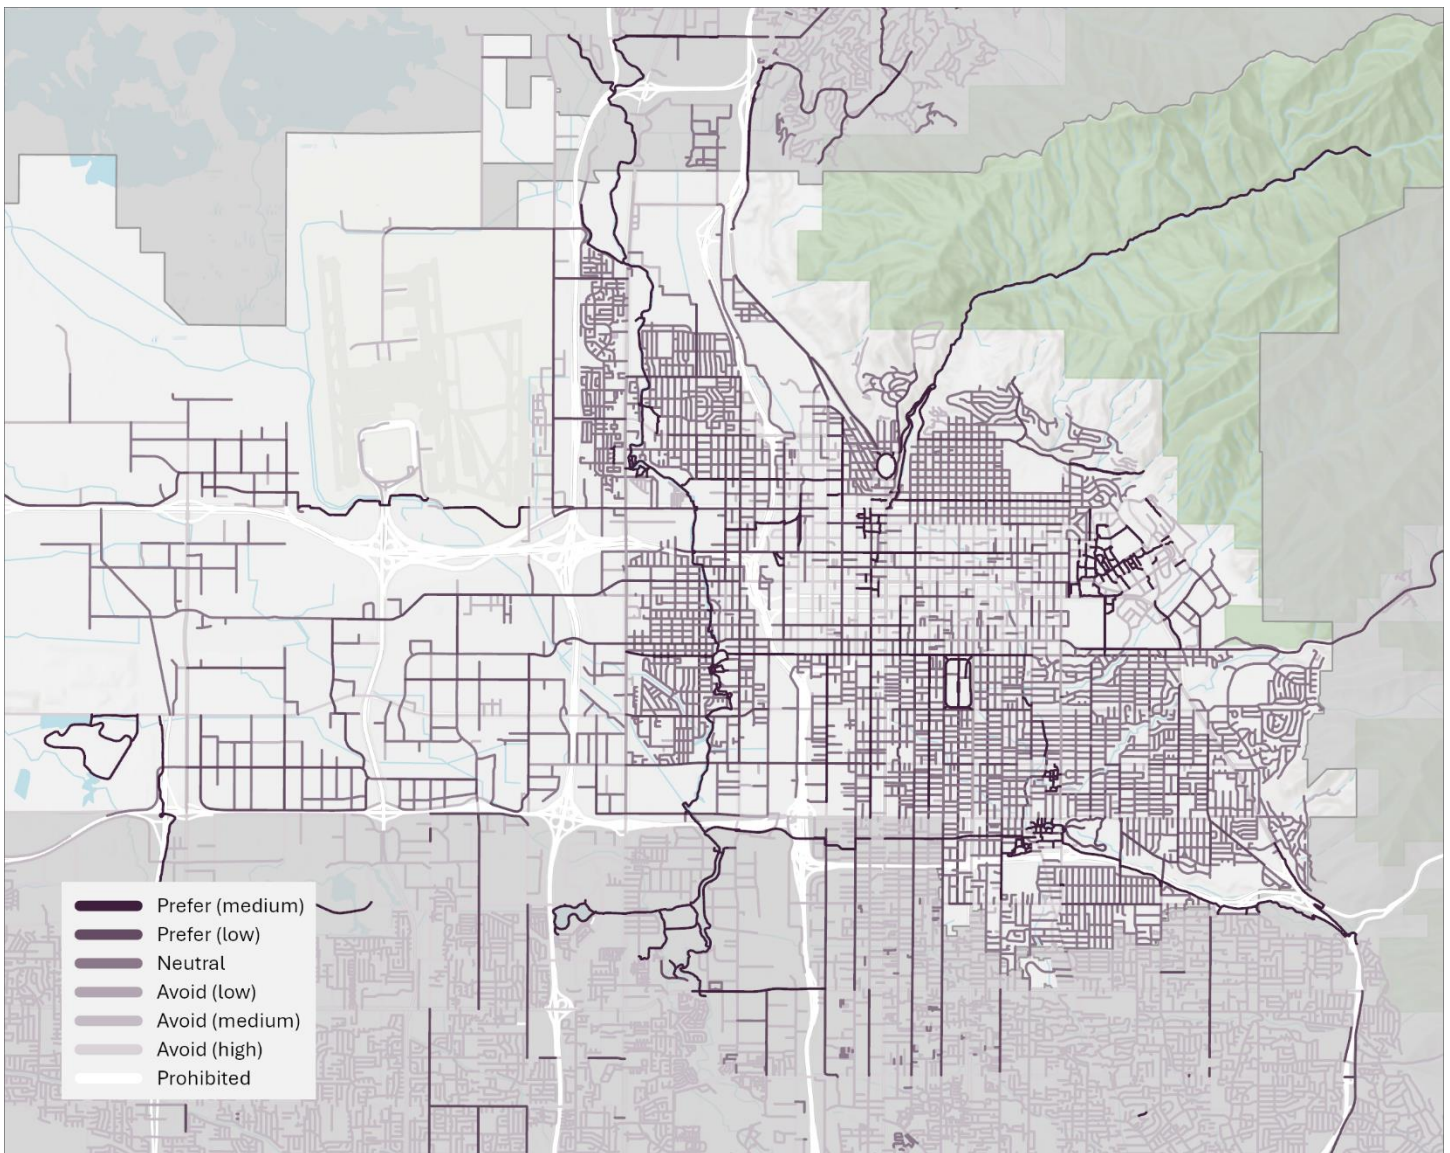 Prefer (medium)
Prefer (low)
Neutral
Avoid (low)
Avoid (medium)
Avoid (high)
Prohibited